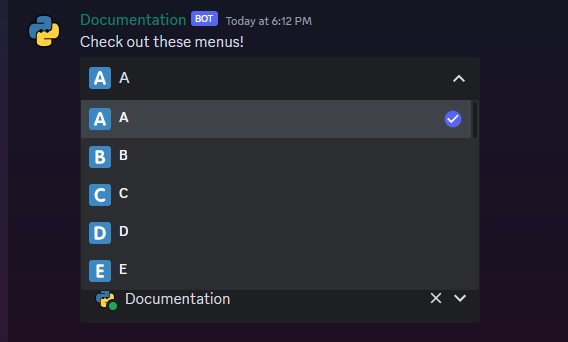 Documentation BOT Today at 6:12 PM
Check out these menus!
A A
A A
B B
C C
D D
E E
Documentation